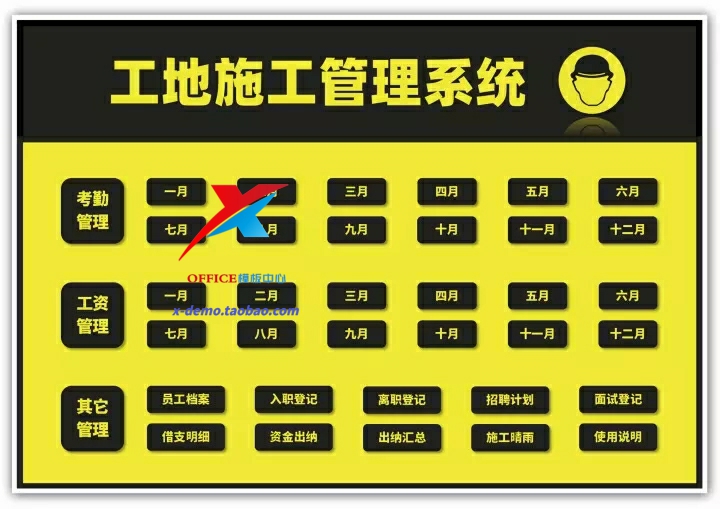 工地施工管理系统
考勤
管理
一月 月 三月 四月 五月 六月
七月 月 九月 十月 十一月 十二月
OFFICE模板中心
工资
管理
一月 二月 三月 四月 五月 六月
x-demo.taobao.com
七月 八月 九月 十月 十一月 十二月
其它
管理
员工档案 入职登记 离职登记 招聘计划 面试登记
借支明细 资金出纳 出纳汇总 施工晴雨 使用说明